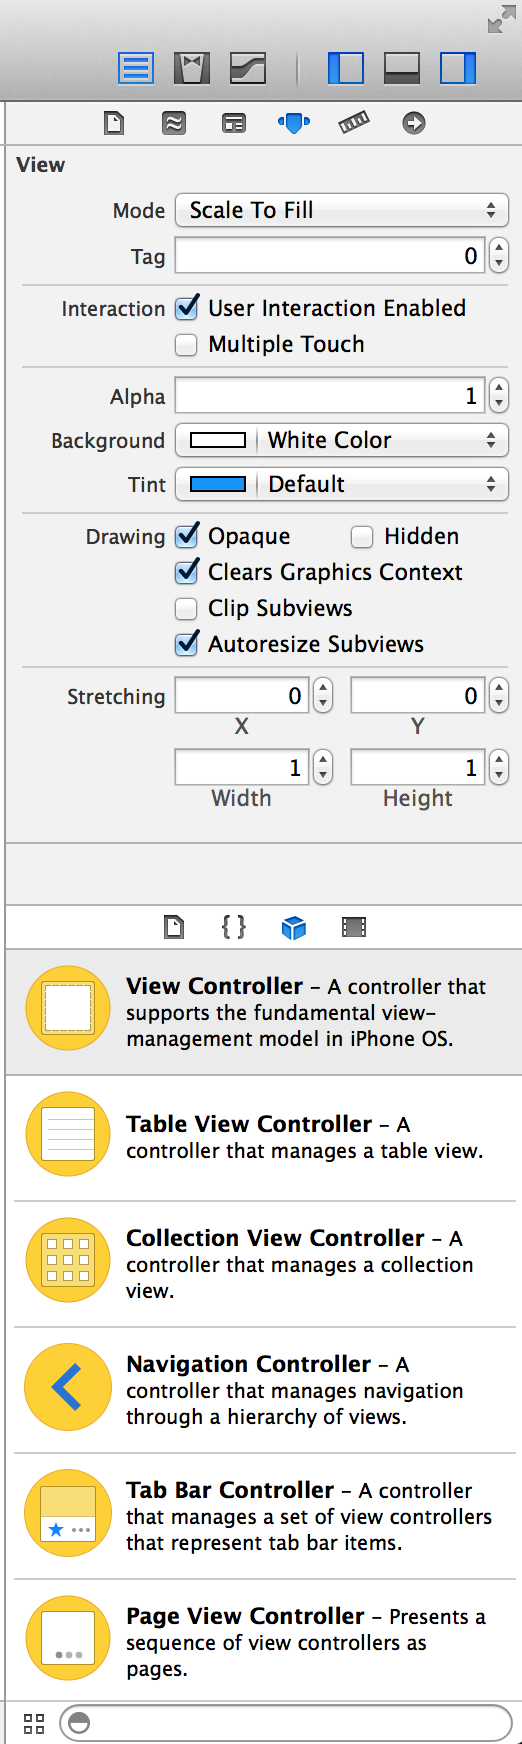 View
Mode Scale To Fill
Tag 0
Interaction User Interaction Enabled
Multiple Touch
Alpha 1
Background White Color
Tint Default
Drawing Opaque Hidden
Clears Graphics Context
Clip Subviews
Autoresize Subviews
Stretching 0 0
X Y
1 1
Width Height
{ }
View Controller – A controller that
supports the fundamental view-
management model in iPhone OS.
Table View Controller – A
controller that manages a table view.
Collection View Controller – A
controller that manages a collection
view.
Navigation Controller – A
controller that manages navigation
through a hierarchy of views.
Tab Bar Controller – A controller
that manages a set of view controllers
that represent tab bar items.
Page View Controller – Presents a
sequence of view controllers as
pages.